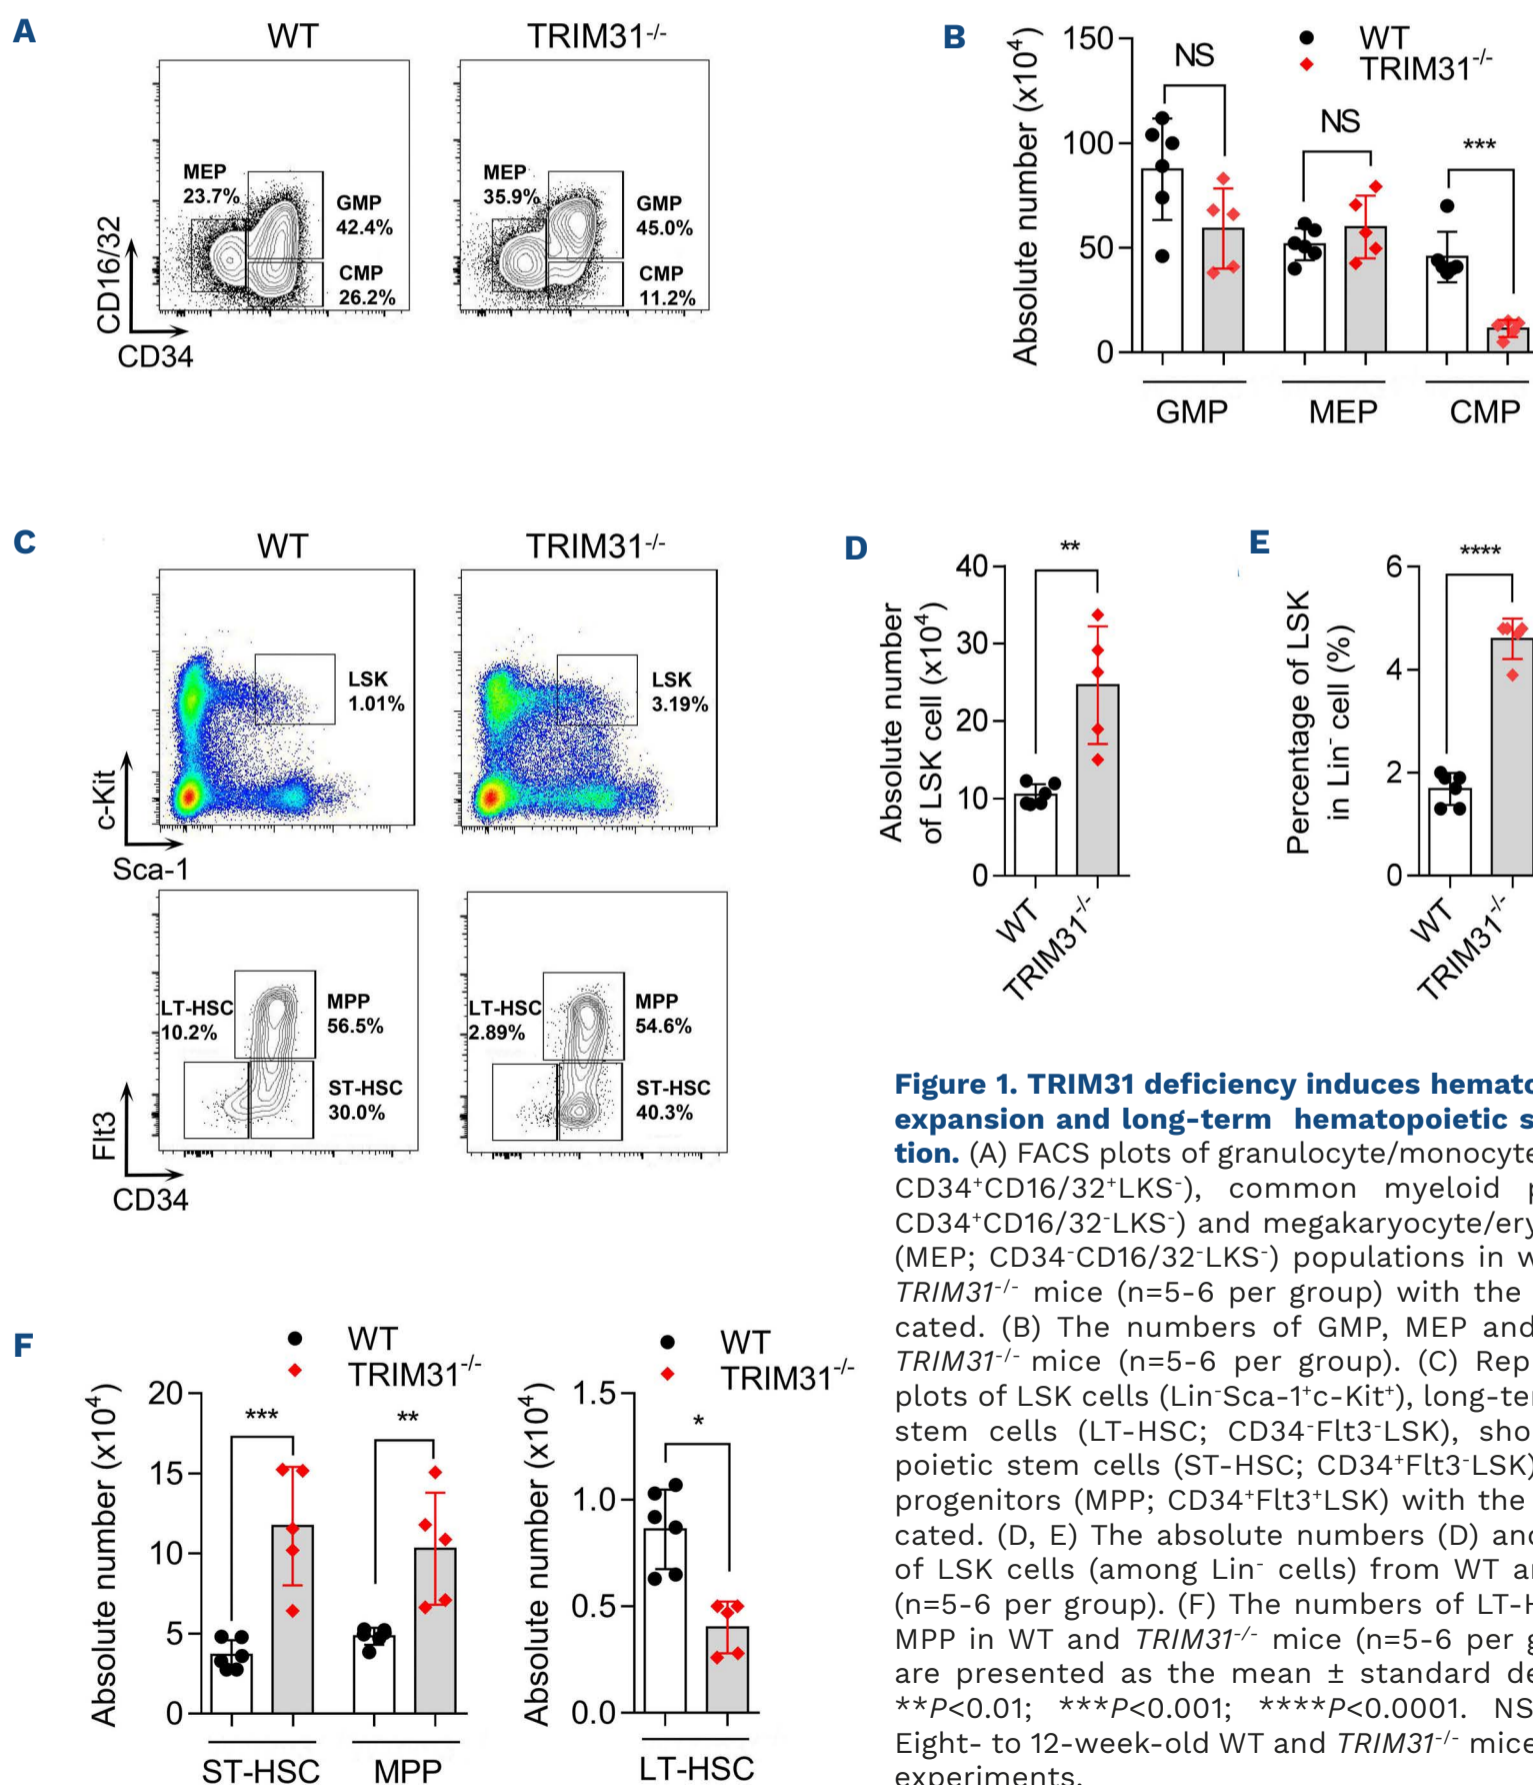 A
WT
TRIM31-/-
MEP
23.7%
GMP
42.4%
CMP
26.2%
MEP
35.9%
GMP
45.0%
CMP
11.2%
CD16/32
CD34
B
WT
TRIM31-/-
Absolute number (x10⁴)
150
100
50
0
NS
NS
***
GMP
MEP
CMP
C
WT
TRIM31-/-
LSK
1.01%
LSK
3.19%
c-Kit
Sca-1
LT-HSC
10.2%
MPP
56.5%
ST-HSC
30.0%
LT-HSC
2.89%
MPP
54.6%
ST-HSC
40.3%
Flt3
CD34
D
Absolute number
of LSK cell (x10⁴)
40
30
20
10
0
**
WT
TRIM31-/-
E
Percentage of LSK
in Lin- cell (%)
6
4
2
0
****
WT
TRIM31-/-
F
WT
TRIM31-/-
Absolute number (x10⁴)
20
15
10
5
0
***
**
ST-HSC
MPP
WT
TRIM31-/-
Absolute number (x10⁴)
1.5
1.0
0.5
0.0
*
LT-HSC
Figure 1. TRIM31 deficiency induces hemato
expansion and long-term hematopoietic s
tion. (A) FACS plots of granulocyte/monocyte
CD34+CD16/32+LKS-), common myeloid p
CD34+CD16/32-LKS-) and megakaryocyte/ery
(MEP; CD34-CD16/32-LKS-) populations in w
TRIM31-/- mice (n=5-6 per group) with the
cated. (B) The numbers of GMP, MEP and
TRIM31-/- mice (n=5-6 per group). (C) Rep
plots of LSK cells (Lin-Sca-1+c-Kit+), long-ter
stem cells (LT-HSC; CD34-Flt3-LSK), sho
poietic stem cells (ST-HSC; CD34+Flt3-LSK)
progenitors (MPP; CD34+Flt3+LSK) with the
cated. (D, E) The absolute numbers (D) and
of LSK cells (among Lin- cells) from WT ar
(n=5-6 per group). (F) The numbers of LT-H
MPP in WT and TRIM31-/- mice (n=5-6 per g
are presented as the mean ± standard de
**P<0.01; ***P<0.001; ****P<0.0001. NS
Eight- to 12-week-old WT and TRIM31-/- mice
experiments.